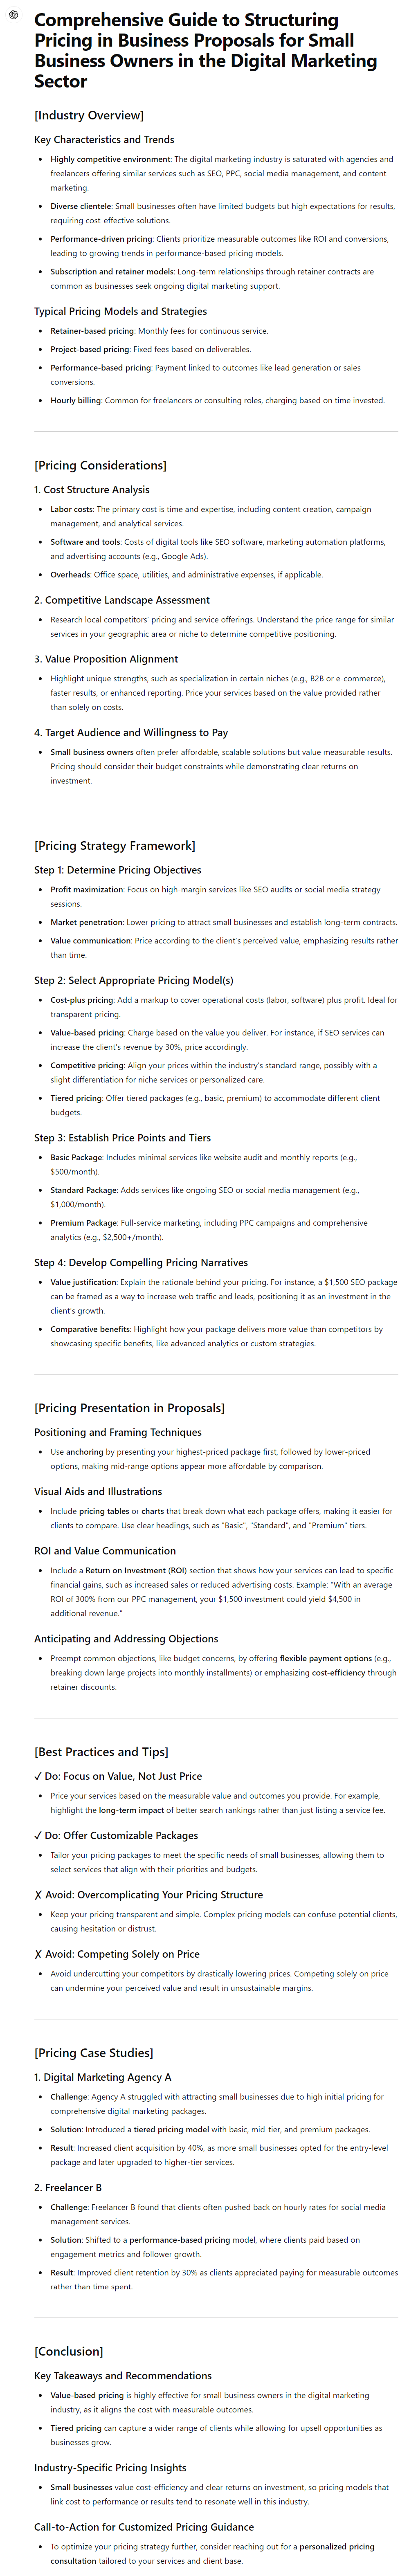 Comprehensive Guide to Structuring
Pricing in Business Proposals for Small
Business Owners in the Digital Marketing
Sector
[Industry Overview]
Key Characteristics and Trends
• Highly competitive environment: The digital marketing industry is saturated with agencies and
freelancers offering similar services such as SEO, PPC, social media management, and content
marketing.
• Diverse clientele: Small businesses often have limited budgets but high expectations for results,
requiring cost-effective solutions.
• Performance-driven pricing: Clients prioritize measurable outcomes like ROI and conversions,
leading to growing trends in performance-based pricing models.
• Subscription and retainer models: Long-term relationships through retainer contracts are
common as businesses seek ongoing digital marketing support.
Typical Pricing Models and Strategies
• Retainer-based pricing: Monthly fees for continuous service.
• Project-based pricing: Fixed fees based on deliverables.
• Performance-based pricing: Payment linked to outcomes like lead generation or sales
conversions.
• Hourly billing: Common for freelancers or consulting roles, charging based on time invested.
[Pricing Considerations]
1. Cost Structure Analysis
• Labor costs: The primary cost is time and expertise, including content creation, campaign
management, and analytical services.
• Software and tools: Costs of digital tools like SEO software, marketing automation platforms,
and advertising accounts (e.g., Google Ads).
• Overheads: Office space, utilities, and administrative expenses, if applicable.
2. Competitive Landscape Assessment
• Research local competitors' pricing and service offerings. Understand the price range for similar
services in your geographic area or niche to determine competitive positioning.
3. Value Proposition Alignment
• Highlight unique strengths, such as specialization in certain niches (e.g., B2B or e-commerce),
faster results, or enhanced reporting. Price your services based on the value provided rather
than solely on costs.
4. Target Audience and Willingness to Pay
• Small business owners often prefer affordable, scalable solutions but value measurable results.
Pricing should consider their budget constraints while demonstrating clear returns on
investment.
[Pricing Strategy Framework]
Step 1: Determine Pricing Objectives
• Profit maximization: Focus on high-margin services like SEO audits or social media strategy
sessions.
• Market penetration: Lower pricing to attract small businesses and establish long-term contracts.
• Value communication: Price according to the client's perceived value, emphasizing results rather
than time.
Step 2: Select Appropriate Pricing Model(s)
• Cost-plus pricing: Add a markup to cover operational costs (labor, software) plus profit. Ideal for
transparent pricing.
• Value-based pricing: Charge based on the value you deliver. For instance, if SEO services can
increase the client's revenue by 30%, price accordingly.
• Competitive pricing: Align your prices within the industry's standard range, possibly with a
slight differentiation for niche services or personalized care.
• Tiered pricing: Offer tiered packages (e.g., basic, premium) to accommodate different client
budgets.
Step 3: Establish Price Points and Tiers
• Basic Package: Includes minimal services like website audit and monthly reports (e.g.,
$500/month).
• Standard Package: Adds services like ongoing SEO or social media management (e.g.,
$1,000/month).
• Premium Package: Full-service marketing, including PPC campaigns and comprehensive
analytics (e.g., $2,500+/month).
Step 4: Develop Compelling Pricing Narratives
• Value justification: Explain the rationale behind your pricing. For instance, a $1,500 SEO package
can be framed as a way to increase web traffic and leads, positioning it as an investment in the
client's growth.
• Comparative benefits: Highlight how your package delivers more value than competitors by
showcasing specific benefits, like advanced analytics or custom strategies.
[Pricing Presentation in Proposals]
Positioning and Framing Techniques
• Use anchoring by presenting your highest-priced package first, followed by lower-priced
options, making mid-range options appear more affordable by comparison.
Visual Aids and Illustrations
• Include pricing tables or charts that break down what each package offers, making it easier for
clients to compare. Use clear headings, such as "Basic", "Standard", and "Premium" tiers.
ROI and Value Communication
• Include a Return on Investment (ROI) section that shows how your services can lead to specific
financial gains, such as increased sales or reduced advertising costs. Example: "With an average
ROI of 300% from our PPC management, your $1,500 investment could yield $4,500 in
additional revenue."
Anticipating and Addressing Objections
• Preempt common objections, like budget concerns, by offering flexible payment options (e.g.,
breaking down large projects into monthly installments) or emphasizing cost-efficiency through
retainer discounts.
[Best Practices and Tips]
✓ Do: Focus on Value, Not Just Price
• Price your services based on the measurable value and outcomes you provide. For example,
highlight the long-term impact of better search rankings rather than just listing a service fee.
✓ Do: Offer Customizable Packages
• Tailor your pricing packages to meet the specific needs of small businesses, allowing them to
select services that align with their priorities and budgets.
✗ Avoid: Overcomplicating Your Pricing Structure
• Keep your pricing transparent and simple. Complex pricing models can confuse potential clients,
causing hesitation or distrust.
✗ Avoid: Competing Solely on Price
• Avoid undercutting your competitors by drastically lowering prices. Competing solely on price
can undermine your perceived value and result in unsustainable margins.
[Pricing Case Studies]
1. Digital Marketing Agency A
• Challenge: Agency A struggled with attracting small businesses due to high initial pricing for
comprehensive digital marketing packages.
• Solution: Introduced a tiered pricing model with basic, mid-tier, and premium packages.
• Result: Increased client acquisition by 40%, as more small businesses opted for the entry-level
package and later upgraded to higher-tier services.
2. Freelancer B
• Challenge: Freelancer B found that clients often pushed back on hourly rates for social media
management services.
• Solution: Shifted to a performance-based pricing model, where clients paid based on
engagement metrics and follower growth.
• Result: Improved client retention by 30% as clients appreciated paying for measurable outcomes
rather than time spent.
[Conclusion]
Key Takeaways and Recommendations
• Value-based pricing is highly effective for small business owners in the digital marketing
industry, as it aligns the cost with measurable outcomes.
• Tiered pricing can capture a wider range of clients while allowing for upsell opportunities as
businesses grow.
Industry-Specific Pricing Insights
• Small businesses value cost-efficiency and clear returns on investment, so pricing models that
link cost to performance or results tend to resonate well in this industry.
Call-to-Action for Customized Pricing Guidance
• To optimize your pricing strategy further, consider reaching out for a personalized pricing
consultation tailored to your services and client base.